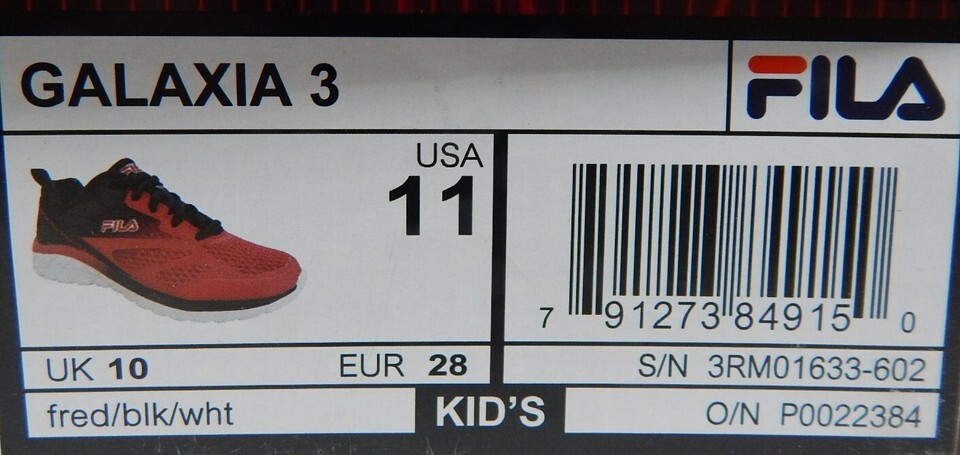 GALAXIA 3
FILA
USA
11
FILA
UK 10
EUR 28
fred/blk/wht
KID'S
7 91273 84915 0
S/N 3RM01633-602
O/N P0022384